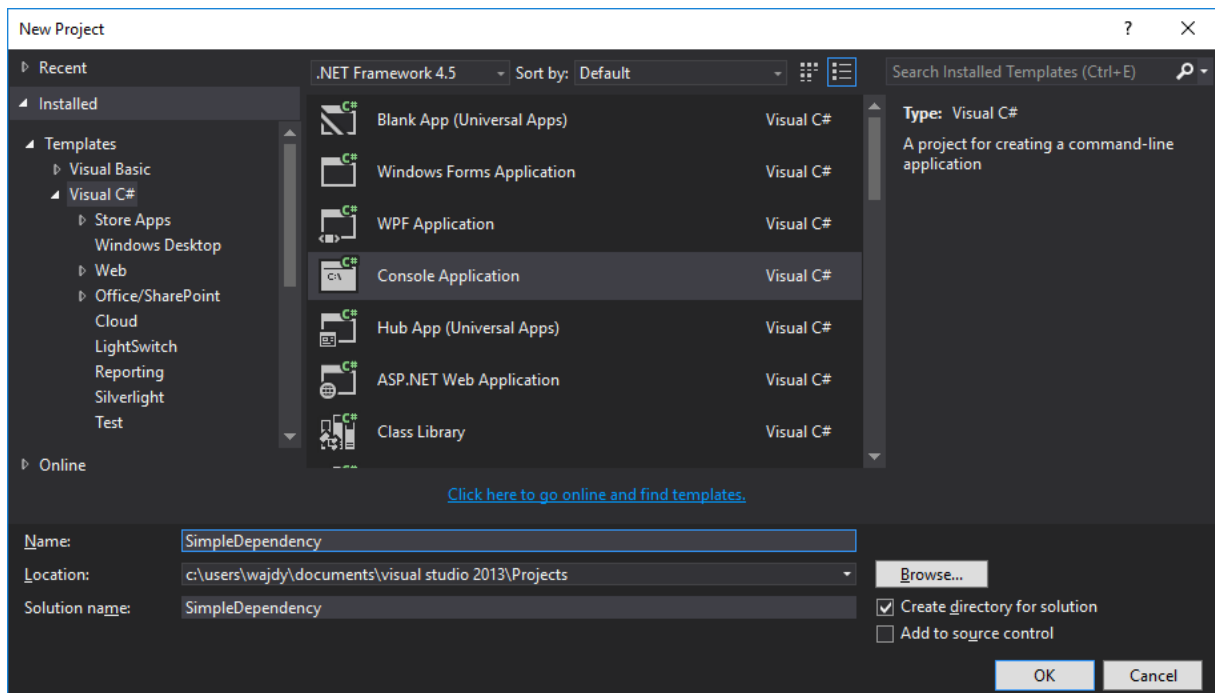 New Project
?
Recent
Installed
Templates
Visual Basic
Visual C#
Store Apps
Windows Desktop
Web
Office/SharePoint
Cloud
LightSwitch
Reporting
Silverlight
Test
Online
.NET Framework 4.5 Sort by: Default
C# Blank App (Universal Apps) Visual C#
C# Windows Forms Application Visual C#
C# WPF Application Visual C#
C# C:\ Console Application Visual C#
C# Hub App (Universal Apps) Visual C#
C# ASP.NET Web Application Visual C#
C# Class Library Visual C#
Click here to go online and find templates.
Search Installed Templates (Ctrl+E)
Type: Visual C#
A project for creating a command-line
application
Name: SimpleDependency
Location: c:\users\wajdy\documents\visual studio 2013\Projects
Browse...
Solution name: SimpleDependency
Create directory for solution
Add to source control
OK Cancel